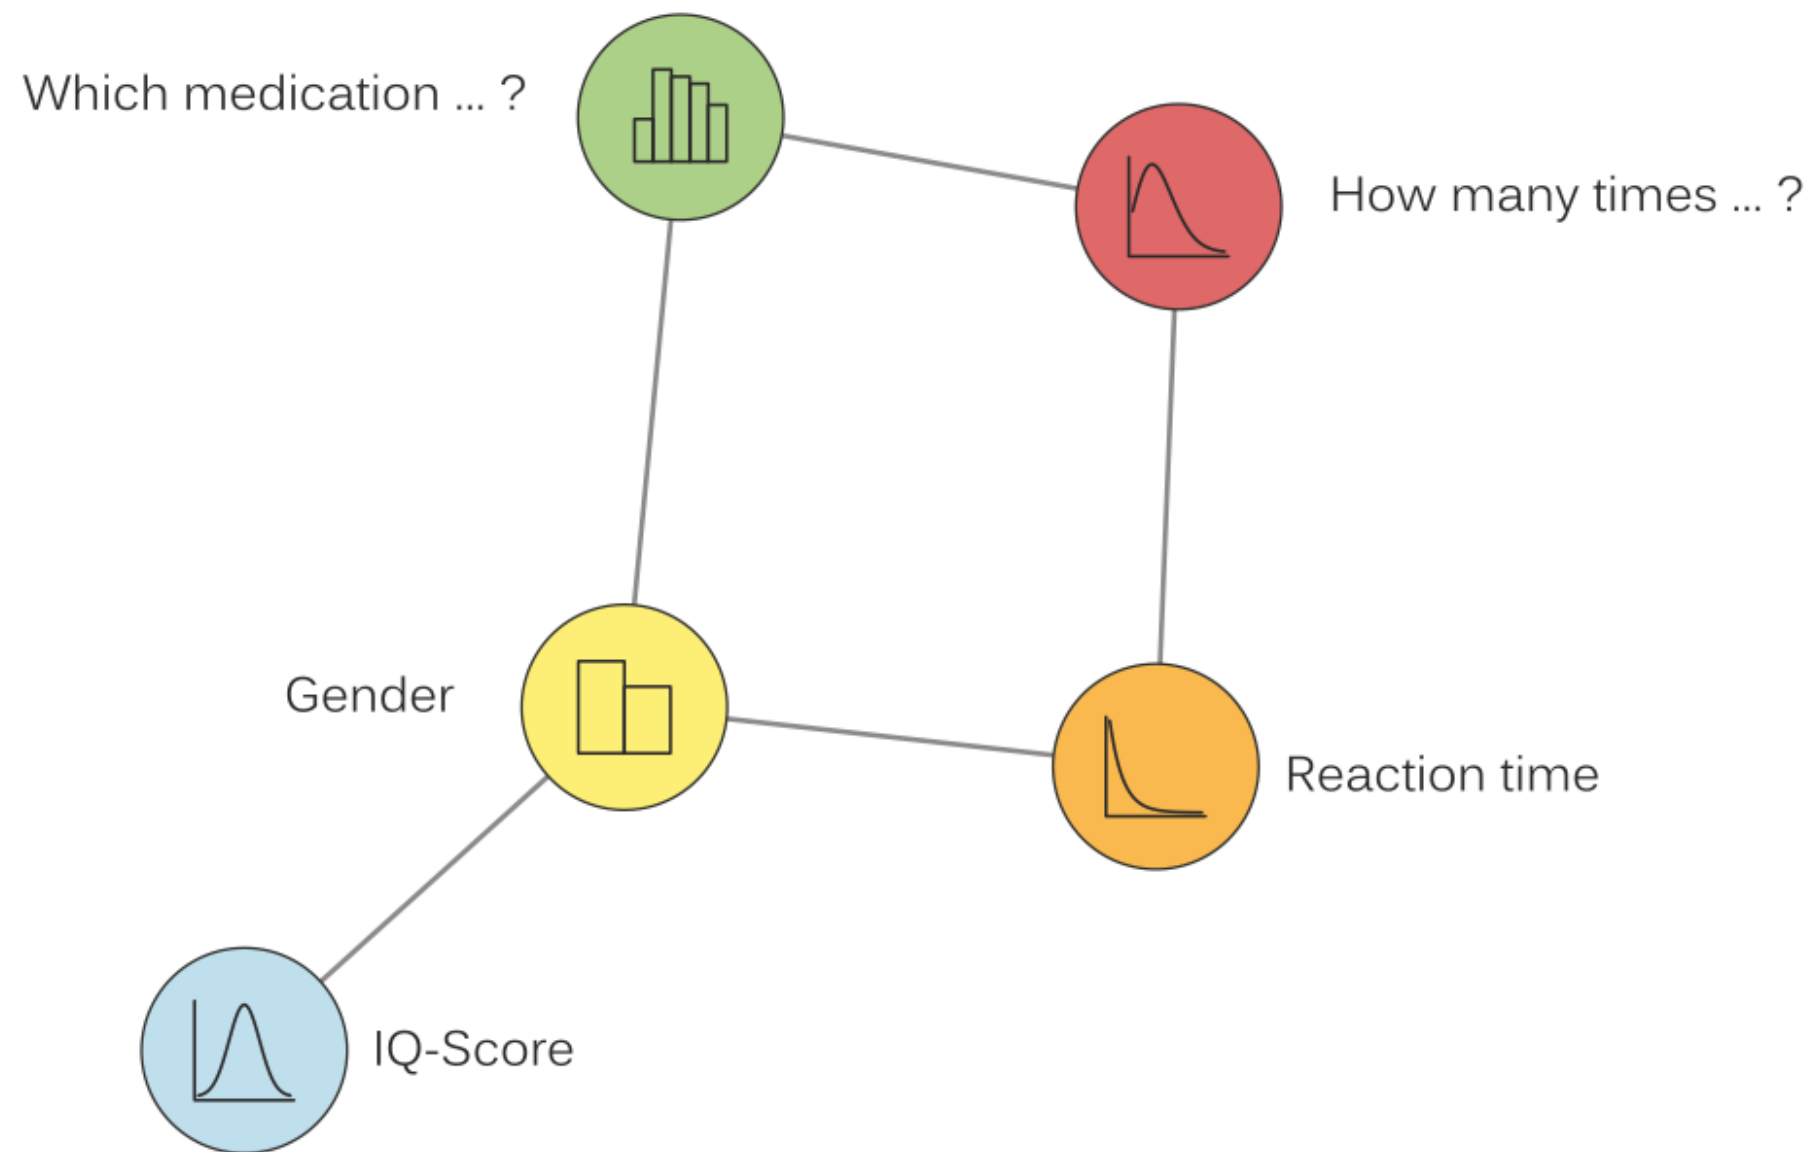 Which medication ... ?
How many times ... ?
Gender
Reaction time
IQ-Score